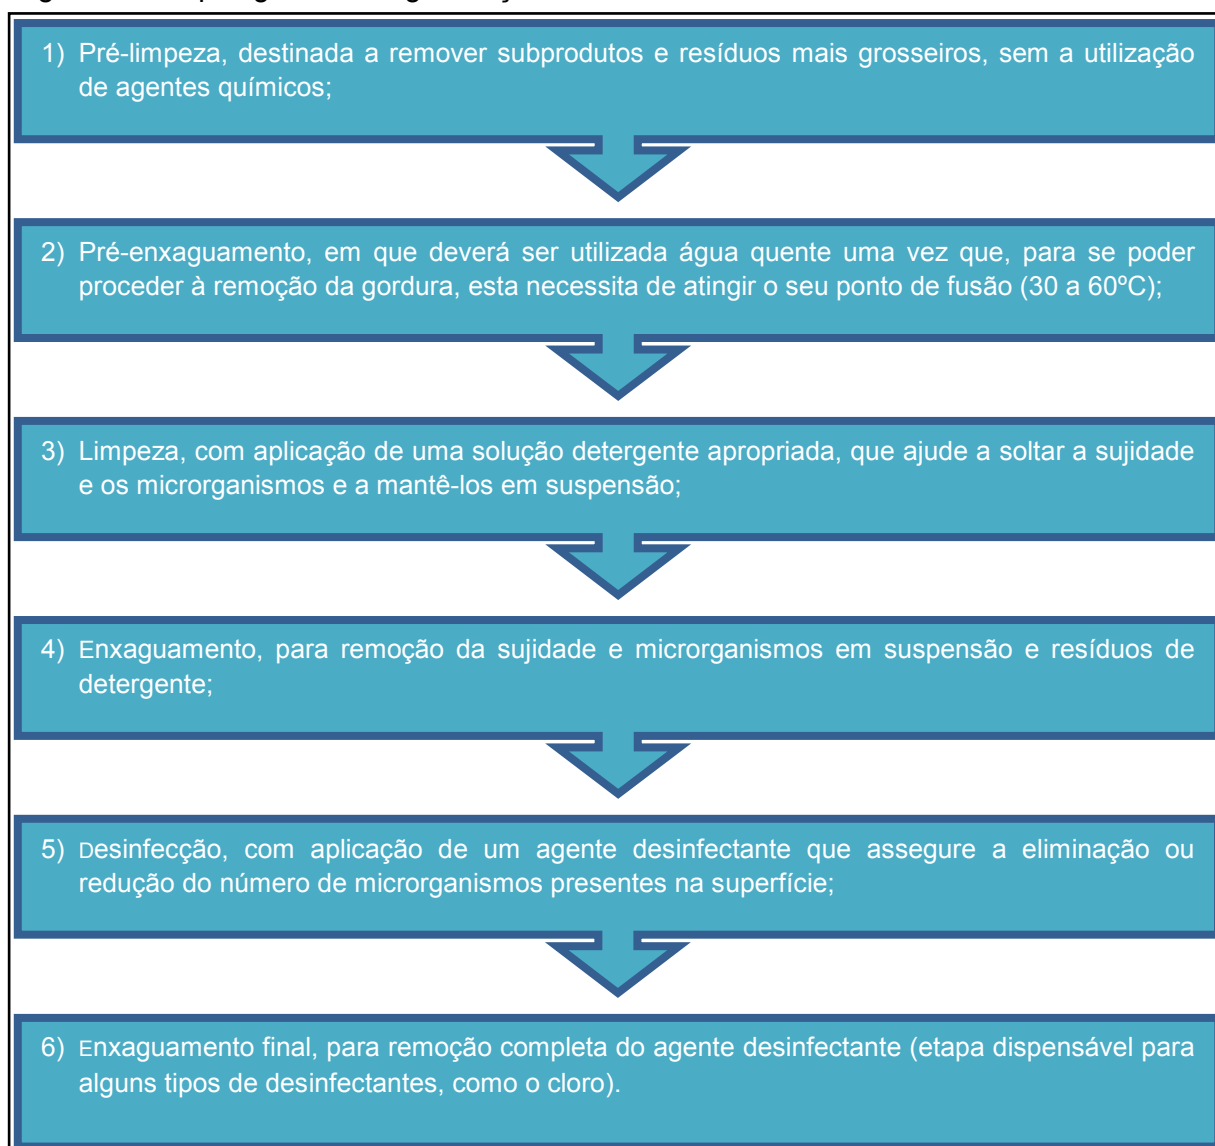 1) Pré-limpeza, destinada a remover subprodutos e resíduos mais grosseiros, sem a utilização
de agentes químicos;
2) Pré-enxaguamento, em que deverá ser utilizada água quente uma vez que, para se poder
proceder à remoção da gordura, esta necessita de atingir o seu ponto de fusão (30 a 60ºC);
3) Limpeza, com aplicação de uma solução detergente apropriada, que ajude a soltar a sujidade
e os microrganismos e a mantê-los em suspensão;
4) Enxaguamento, para remoção da sujidade e microrganismos em suspensão e resíduos de
detergente;
5) Desinfecção, com aplicação de um agente desinfectante que assegure a eliminação ou
redução do número de microrganismos presentes na superfície;
6) Enxaguamento final, para remoção completa do agente desinfectante (etapa dispensável para
alguns tipos de desinfectantes, como o cloro).